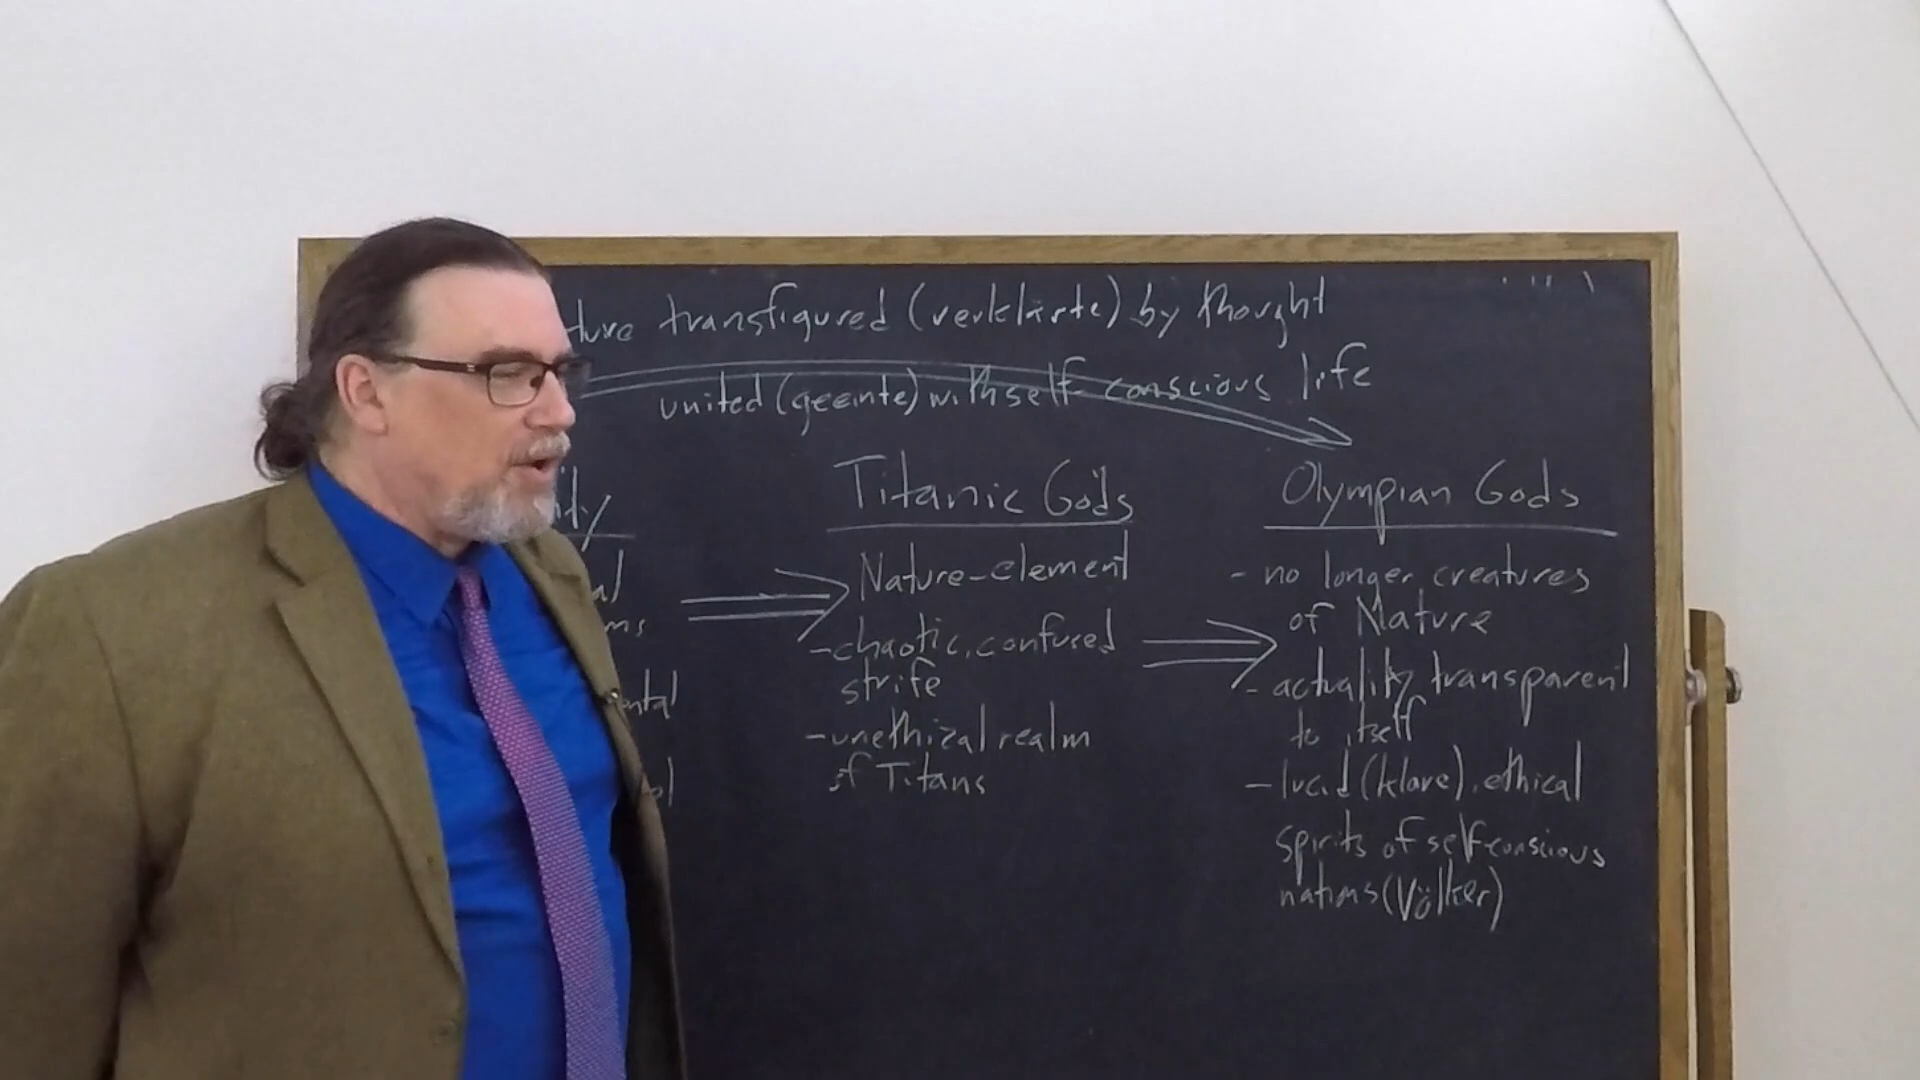 transfigured (verklärte) by thought
united (geeinte) with self conscious life
Titanic Gods
Nature-element
- chaotic, confused
strife
- unethical realm
of Titans
Olympian Gods
- no longer creatures
of Nature
- actuality transparent
to itself
- lucid (klare), ethical
spirits of self-conscious
nations (Völker)